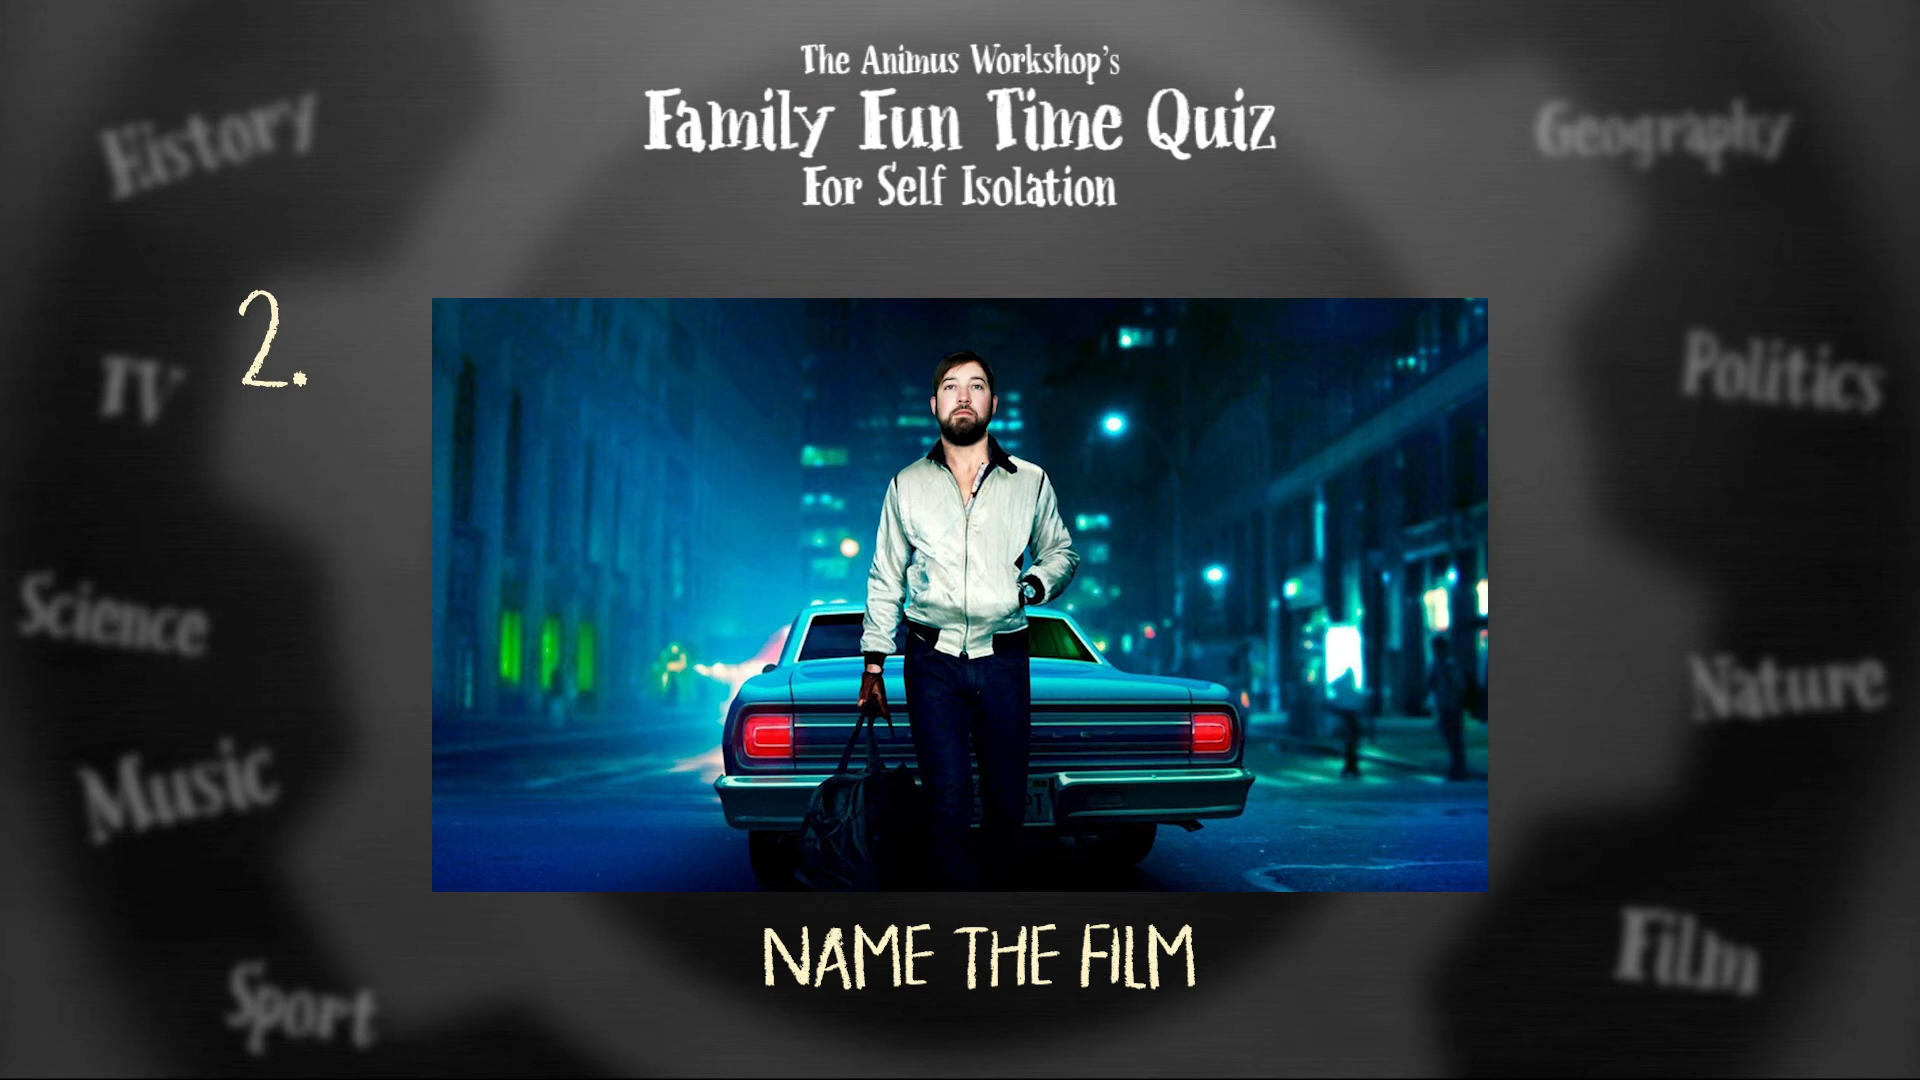 The Animus Workshop's
Family Fun Time Quiz
For Self Isolation
History
Geography
2.
TV
Politics
Science
Nature
Music
Film
Sport
NAME THE FILM